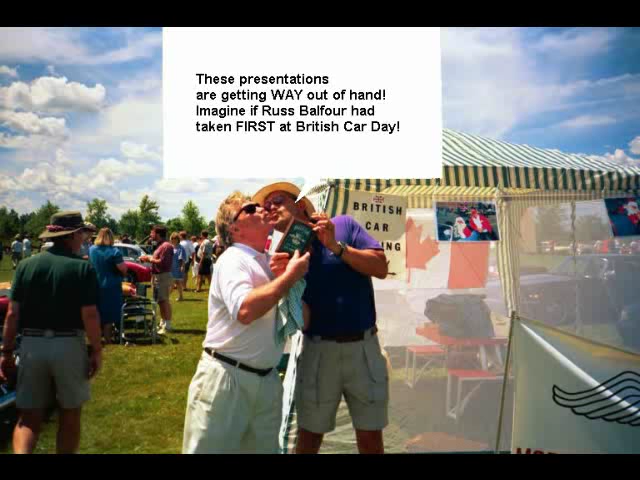 These presentations
are getting WAY out of hand!
Imagine if Russ Balfour had
taken FIRST at British Car Day!
BRITISH
CAR